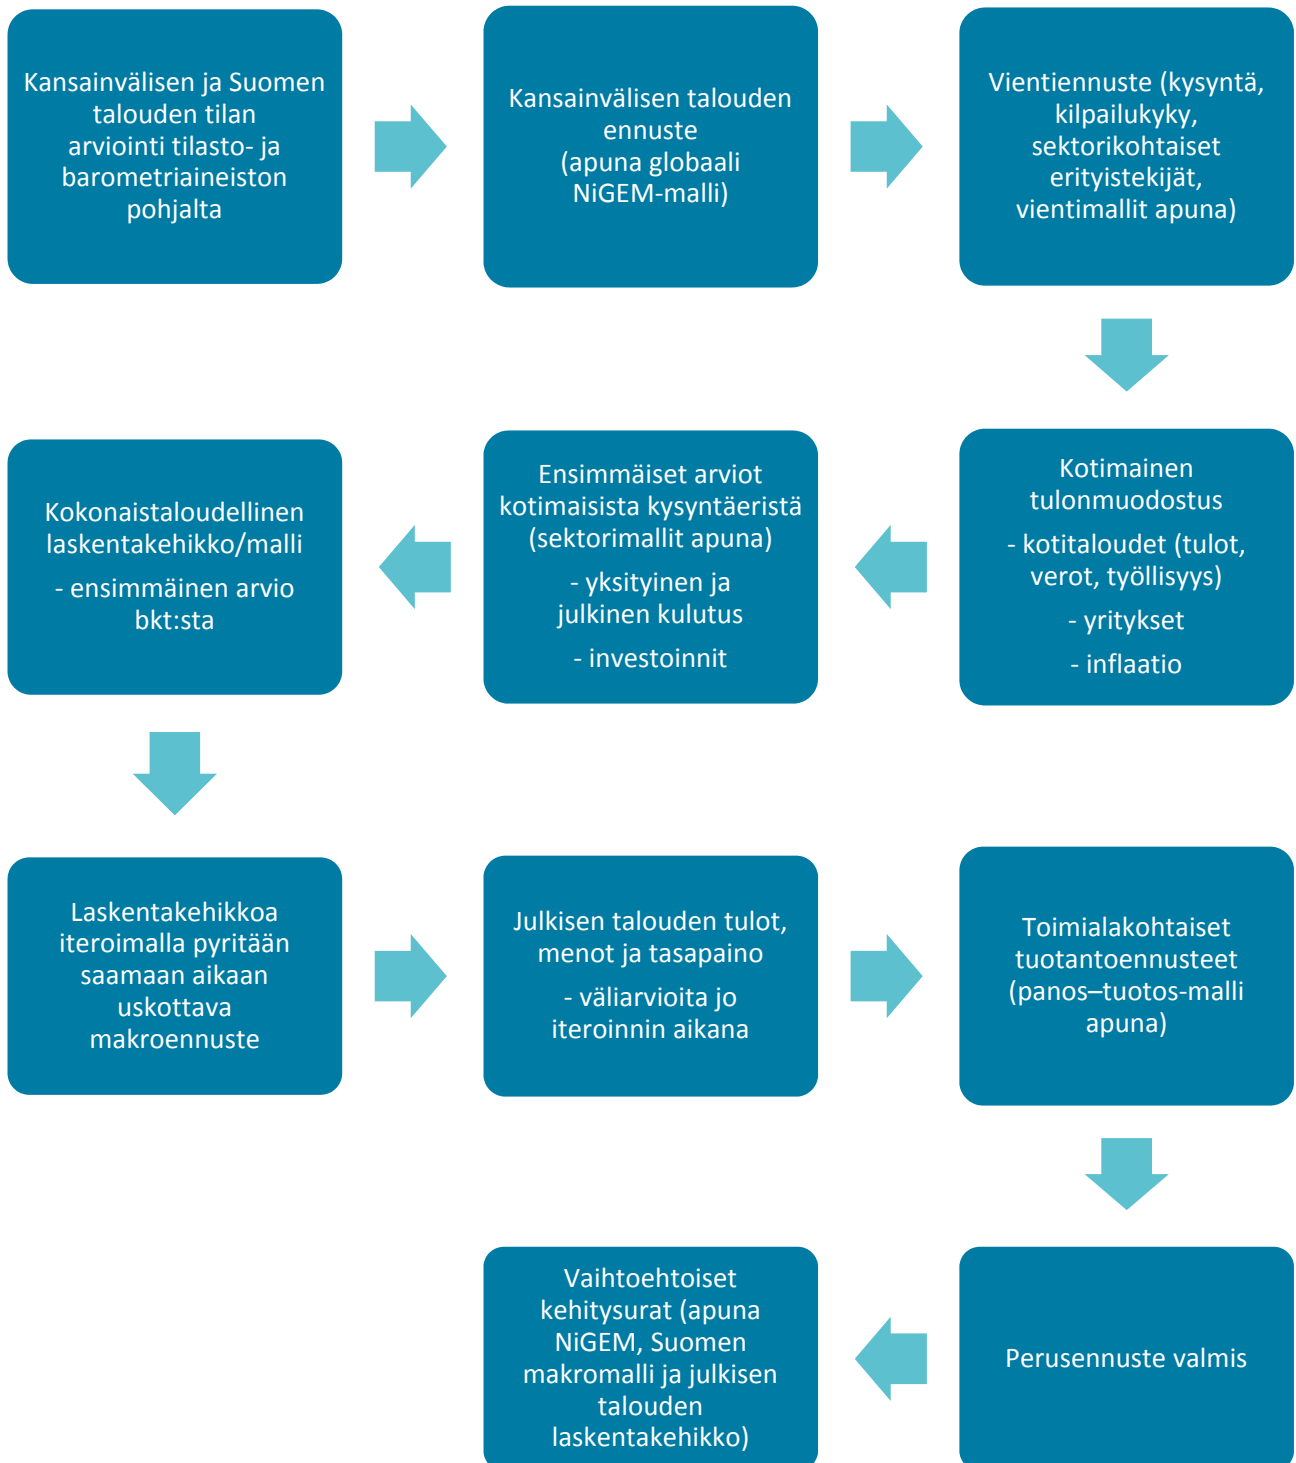 Kansainvälisen ja Suomen
talouden tilan
arviointi tilasto- ja
barometriaineiston
pohjalta
Kansainvälisen talouden
ennuste
(apuna globaali
NiGEM-malli)
Vientiennuste (kysyntä,
kilpailukyky,
sektorikohtaiset
erityistekijät,
vientimallit apuna)
Kotimainen
tulonmuodostus
- kotitaloudet (tulot,
verot, työllisyys)
- yritykset
- inflaatio
Ensimmäiset arviot
kotimaisista kysyntäeristä
(sektorimallit apuna)
- yksityinen ja
julkinen kulutus
- investoinnit
Kokonaistaloudellinen
laskentakehikko/malli
- ensimmäinen arvio
bkt:sta
Laskentakehikkoa
iteroimalla pyritään
saamaan aikaan
uskottava
makroennuste
Julkisen talouden tulot,
menot ja tasapaino
- väliarvioita jo
iteroinnin aikana
Toimialakohtaiset
tuotantoennusteet
(panos–tuotos-malli
apuna)
Perusennuste valmis
Vaihtoehtoiset
kehitysurat (apuna
NiGEM, Suomen
makromalli ja julkisen
talouden
laskentakehikko)